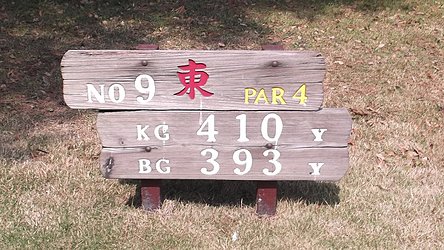 NO 9 東 PAR 4
KG 410 Y
BG 393 Y